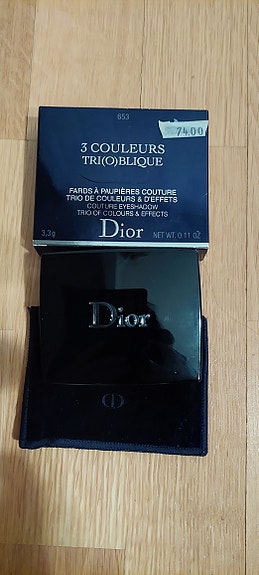 653
74.00
3 COULEURS
TRI(O)BLIQUE
FARDS À PAUPIÈRES COUTURE
TRIO DE COULEURS & D'EFFETS
COUTURE EYESHADOW
TRIO OF COLOURS & EFFECTS
3,3g Dior NET WT. 0.11 OZ
Dior
CD